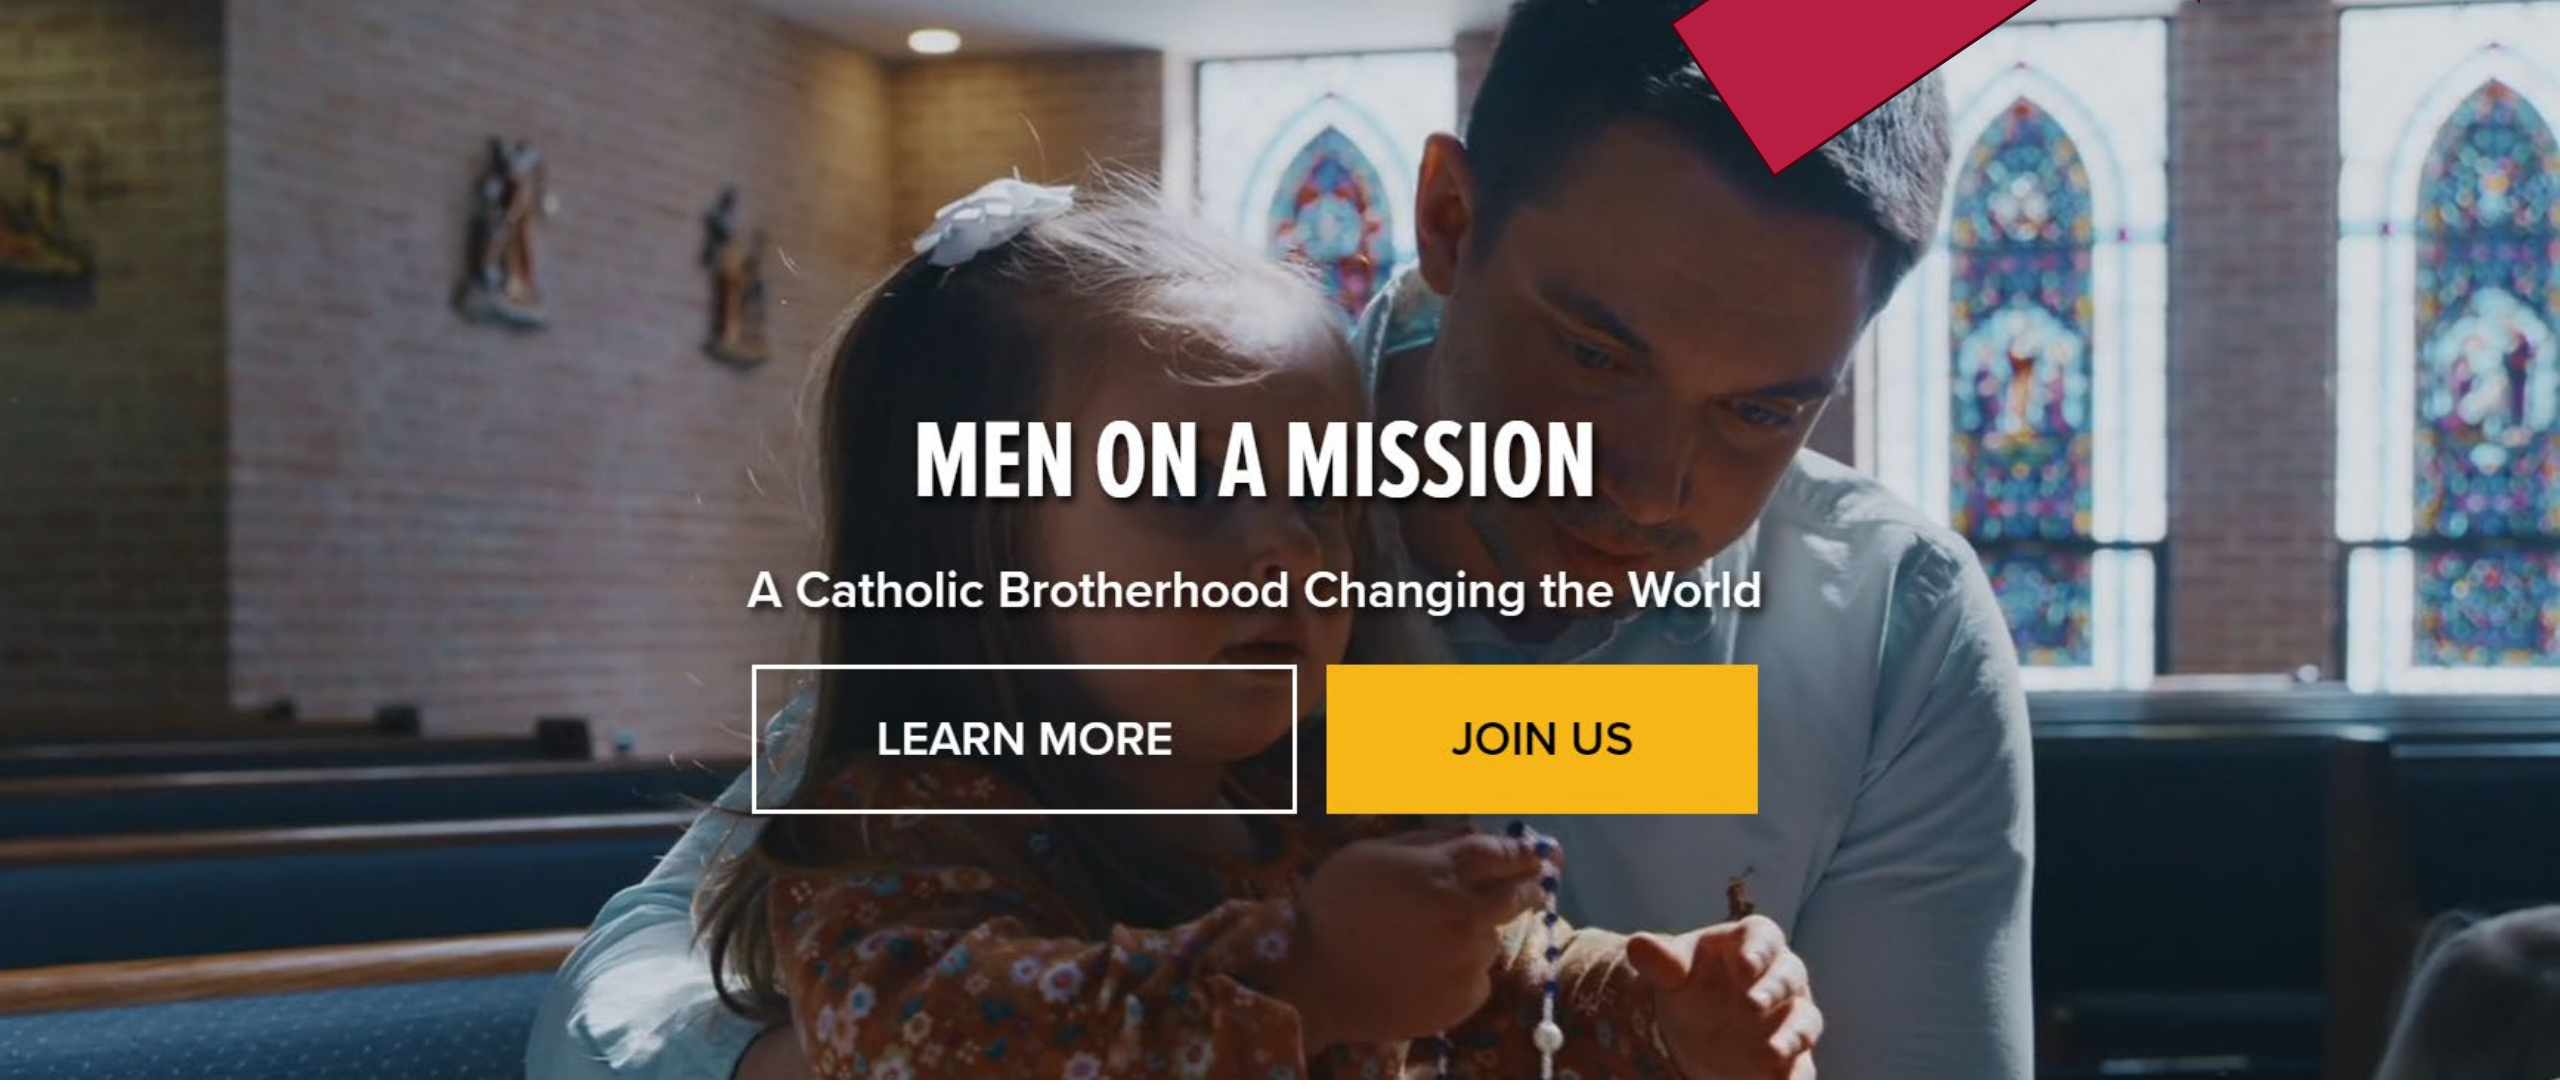 MEN ON A MISSION
A Catholic Brotherhood Changing the World
LEARN MORE
JOIN US